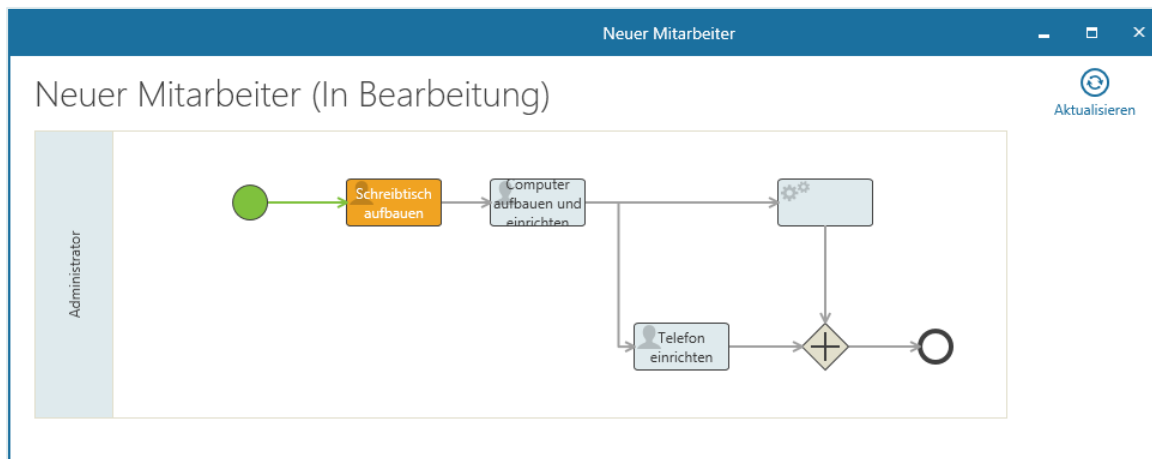 Neuer Mitarbeiter
Neuer Mitarbeiter (In Bearbeitung)
Aktualisieren
Administrator
Schreibtisch
aufbauen
Computer
aufbauen und
einrichten
Telefon
einrichten